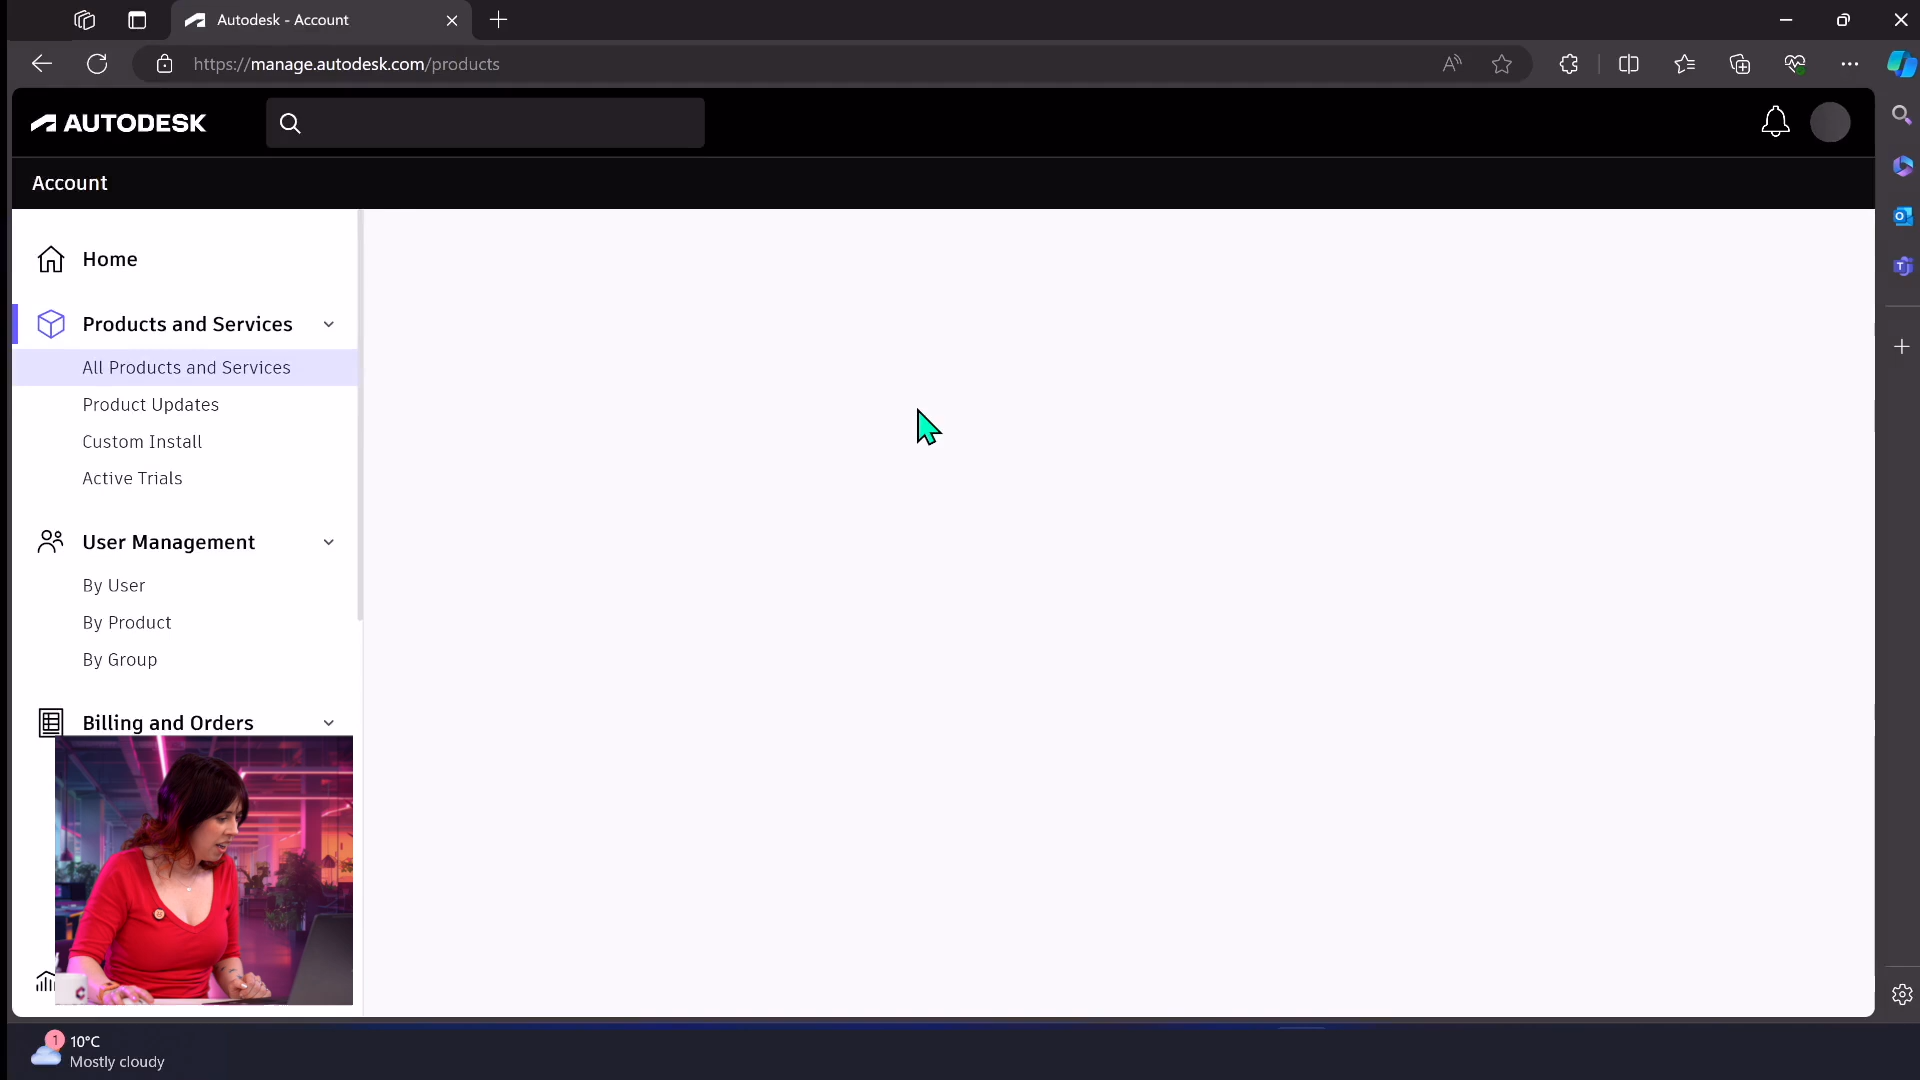 Autodesk - Account
https://manage.autodesk.com/products
AUTODESK
Account
Home
Products and Services
All Products and Services
Product Updates
Custom Install
Active Trials
User Management
By User
By Product
By Group
Billing and Orders
1
10°C
Mostly cloudy